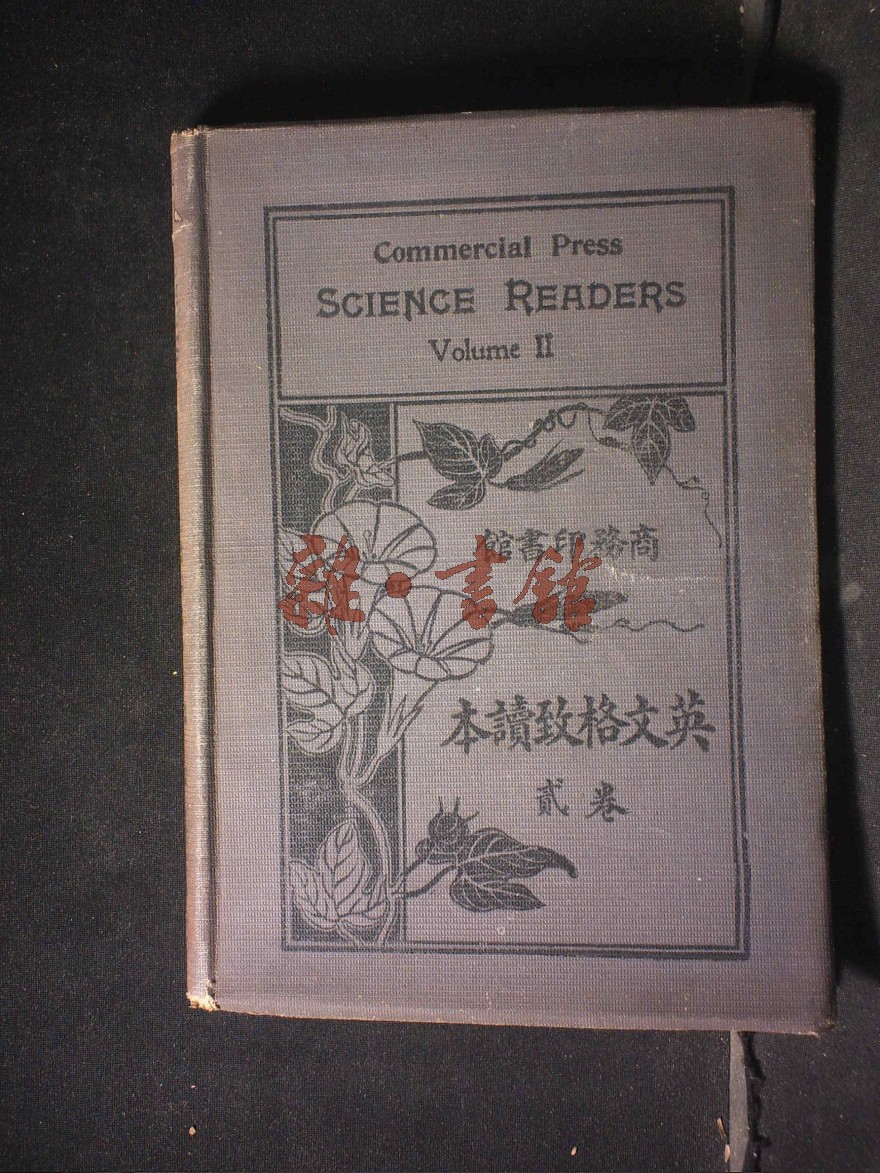 Commercial Press
SCIENCE READERS
Volume II
商務印書館
雜·書館
英文格致讀本
卷貳